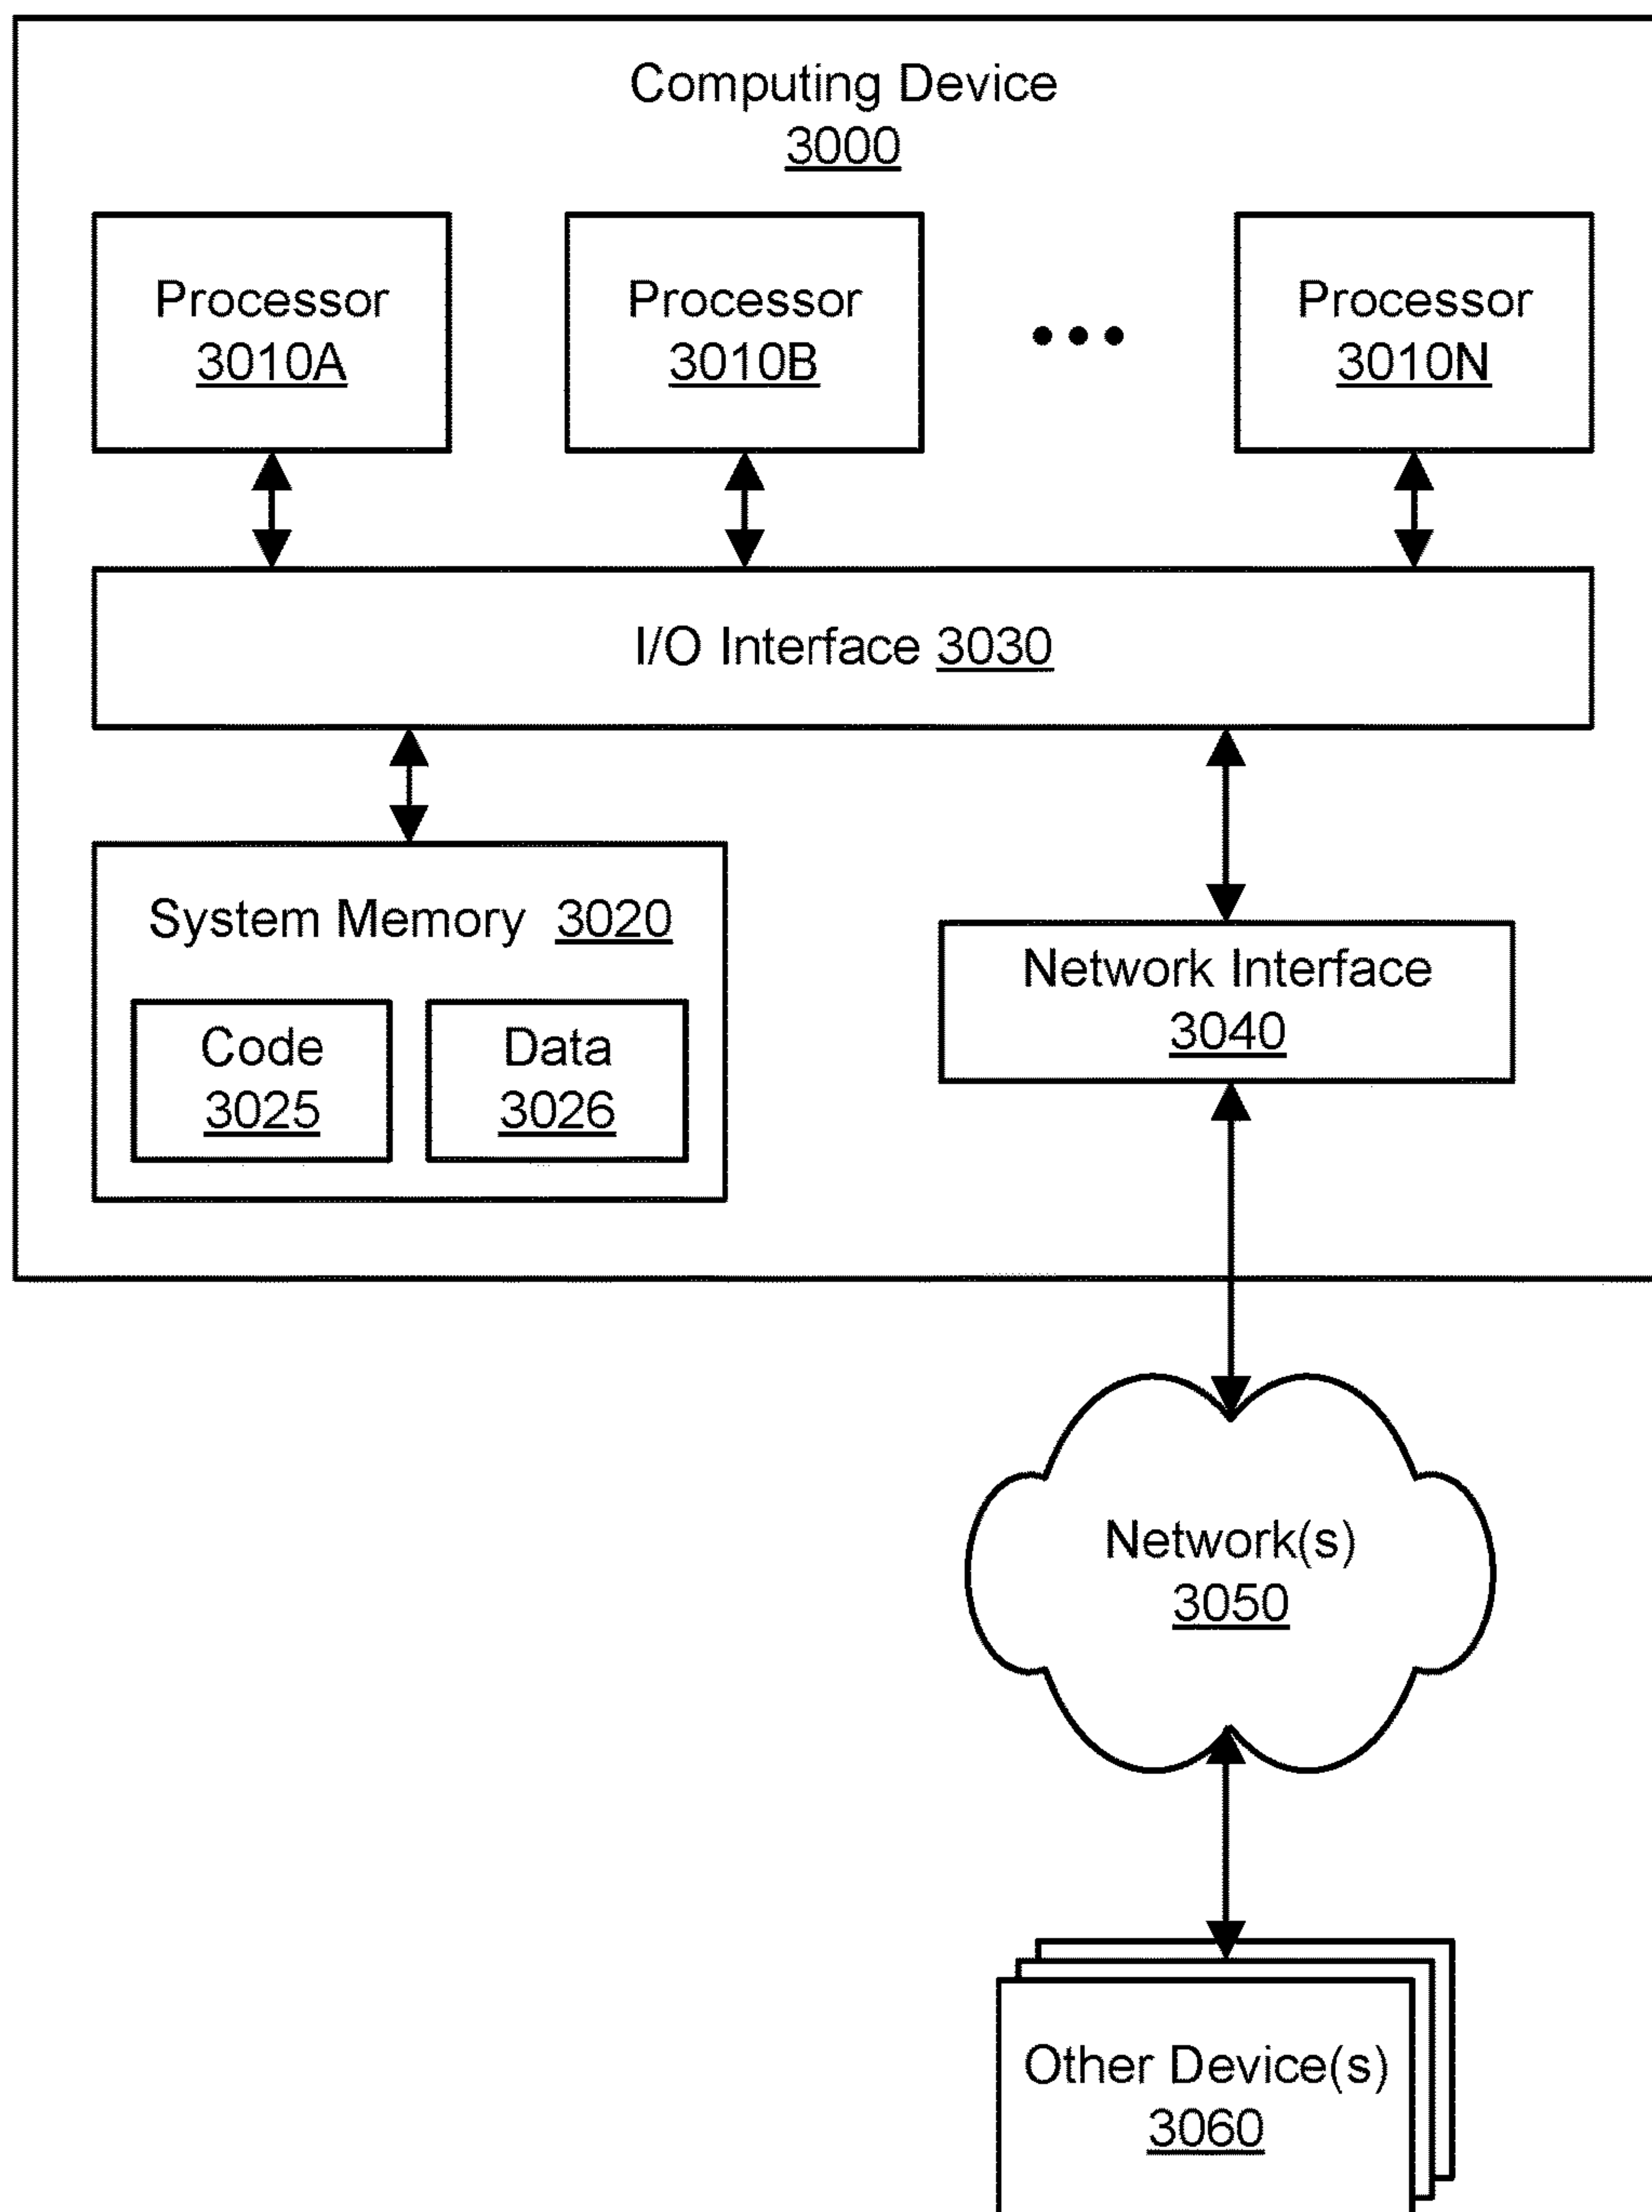 Computing Device
3000
Processor
3010A
Processor
3010B
Processor
3010N
I/O Interface 3030
System Memory 3020
Code
3025
Data
3026
Network Interface
3040
Network(s)
3050
Other Device(s)
3060